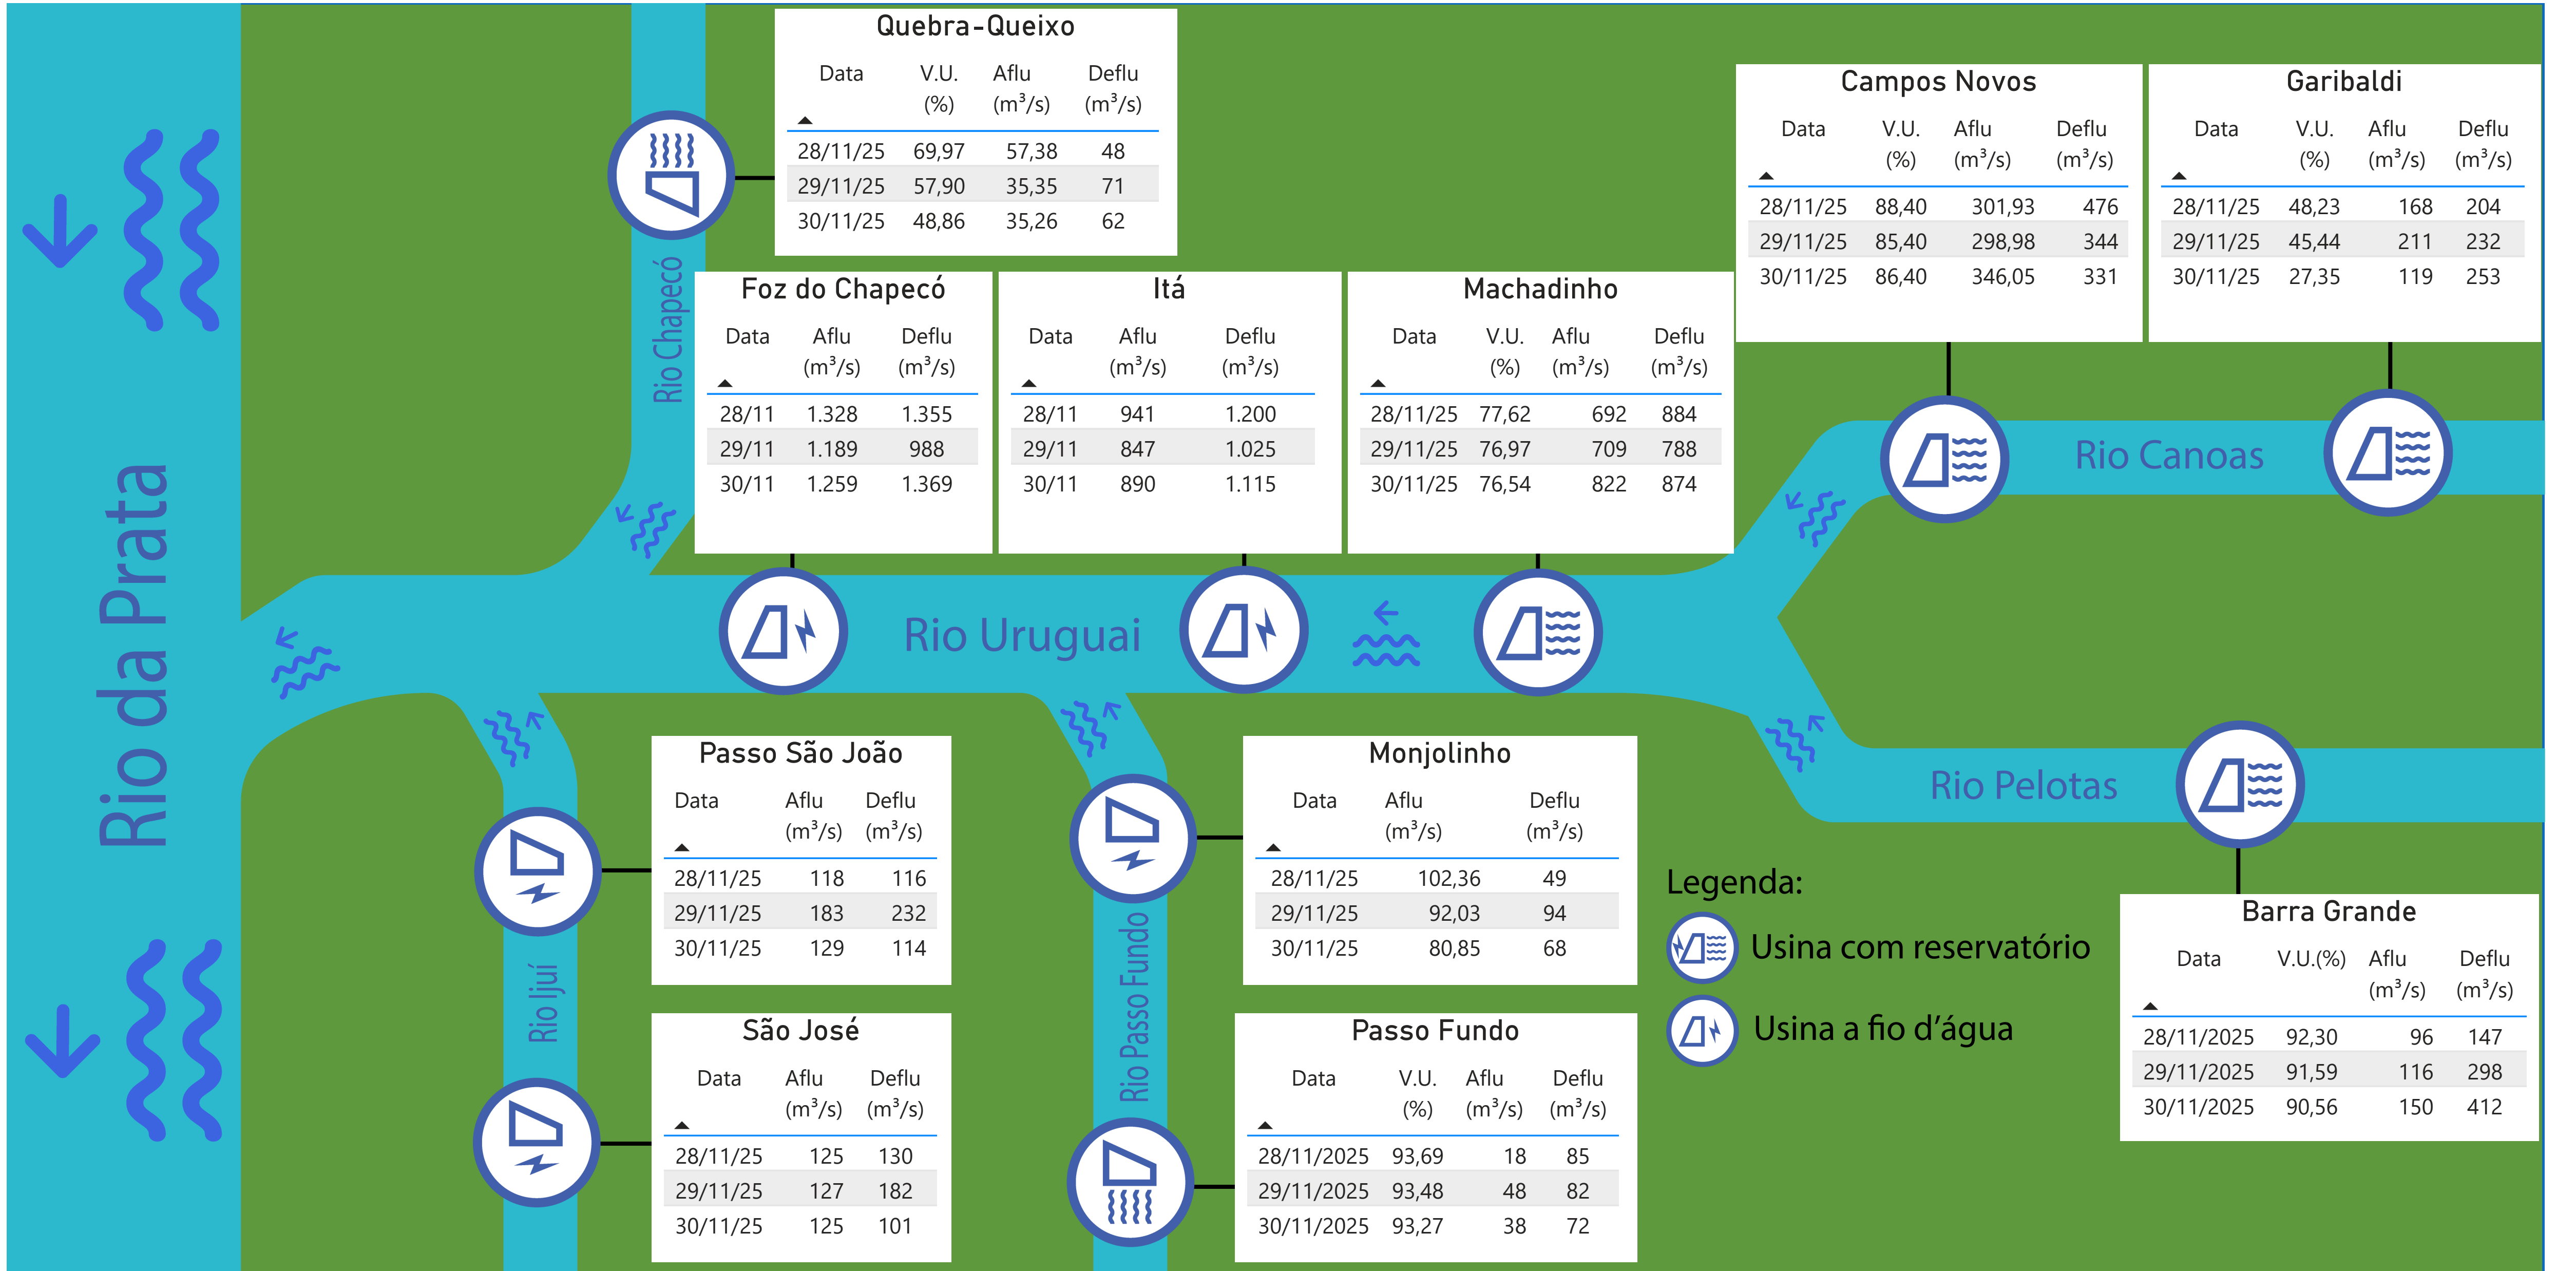 Quebra-Queixo
Data V.U. (%) Aflu (m³/s) Deflu (m³/s)
28/11/25 69,97 57,38 48
29/11/25 57,90 35,35 71
30/11/25 48,86 35,26 62
Campos Novos
Data V.U. (%) Aflu (m³/s) Deflu (m³/s)
28/11/25 88,40 301,93 476
29/11/25 85,40 298,98 344
30/11/25 86,40 346,05 331
Garibaldi
Data V.U. (%) Aflu (m³/s) Deflu (m³/s)
28/11/25 48,23 168 204
29/11/25 45,44 211 232
30/11/25 27,35 119 253
Rio Chapecó
Foz do Chapecó
Data Aflu (m³/s) Deflu (m³/s)
28/11 1.328 1.355
29/11 1.189 988
30/11 1.259 1.369
Itá
Data Aflu (m³/s) Deflu (m³/s)
28/11 941 1.200
29/11 847 1.025
30/11 890 1.115
Machadinho
Data V.U. (%) Aflu (m³/s) Deflu (m³/s)
28/11/25 77,62 692 884
29/11/25 76,97 709 788
30/11/25 76,54 822 874
Rio Canoas
Rio da Prata
Rio Uruguai
Rio Pelotas
Passo São João
Data Aflu (m³/s) Deflu (m³/s)
28/11/25 118 116
29/11/25 183 232
30/11/25 129 114
Monjolinho
Data Aflu (m³/s) Deflu (m³/s)
28/11/25 102,36 49
29/11/25 92,03 94
30/11/25 80,85 68
Legenda:
Usina com reservatório
Usina a fio d’água
Barra Grande
Data V.U.(%) Aflu (m³/s) Deflu (m³/s)
28/11/2025 92,30 96 147
29/11/2025 91,59 116 298
30/11/2025 90,56 150 412
Rio Ijuí
São José
Data Aflu (m³/s) Deflu (m³/s)
28/11/25 125 130
29/11/25 127 182
30/11/25 125 101
Rio Passo Fundo
Passo Fundo
Data V.U. (%) Aflu (m³/s) Deflu (m³/s)
28/11/2025 93,69 18 85
29/11/2025 93,48 48 82
30/11/2025 93,27 38 72